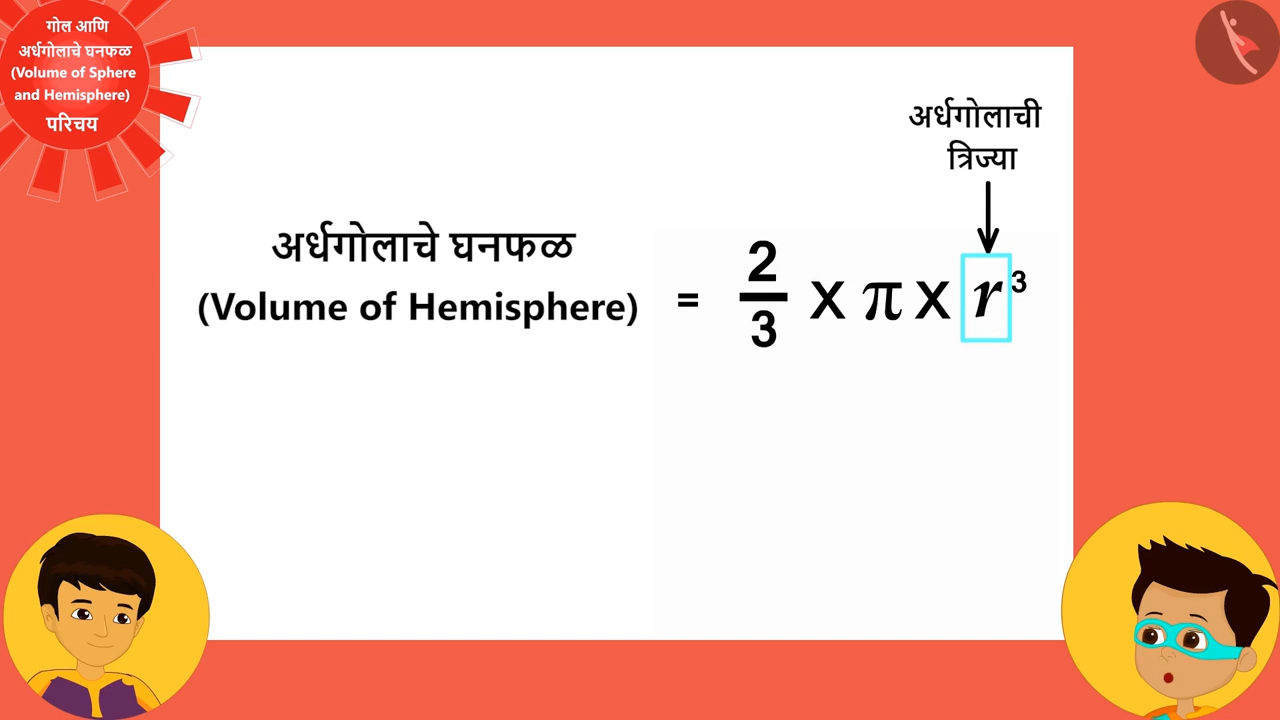 गोल आणि
अर्धगोलाचे घनफळ
(Volume of Sphere
and Hemisphere)
परिचय
अर्धगोलाची
त्रिज्या
अर्धगोलाचे घनफळ
(Volume of Hemisphere) = 2/3 x π x r³